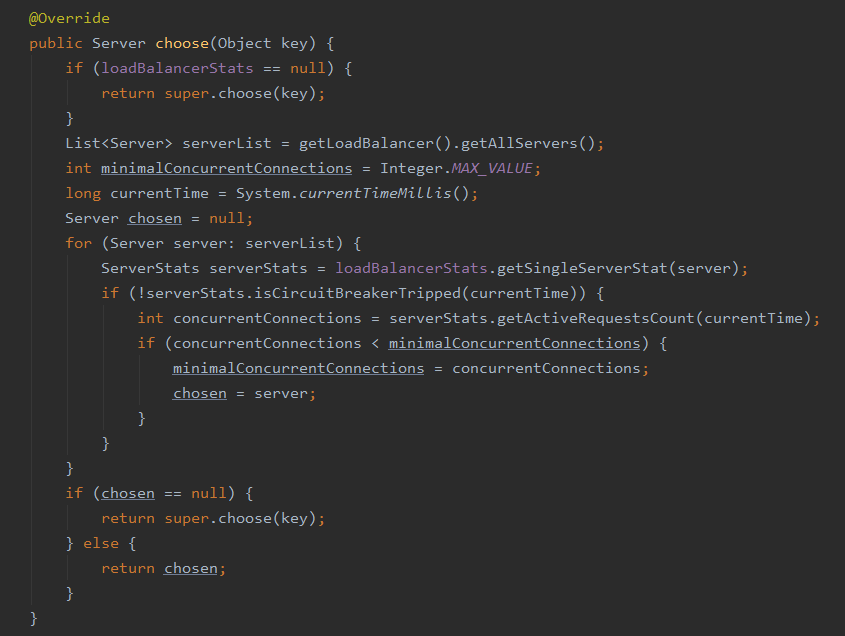 @Override
public Server choose(Object key) {
if (loadBalancerStats == null) {
return super.choose(key);
}
List<Server> serverList = getLoadBalancer().getAllServers();
int minimalConcurrentConnections = Integer.MAX_VALUE;
long currentTime = System.currentTimeMillis();
Server chosen = null;
for (Server server: serverList) {
ServerStats serverStats = loadBalancerStats.getSingleServerStat(server);
if (!serverStats.isCircuitBreakerTripped(currentTime)) {
int concurrentConnections = serverStats.getActiveRequestsCount(currentTime);
if (concurrentConnections < minimalConcurrentConnections) {
minimalConcurrentConnections = concurrentConnections;
chosen = server;
}
}
}
if (chosen == null) {
return super.choose(key);
} else {
return chosen;
}
}